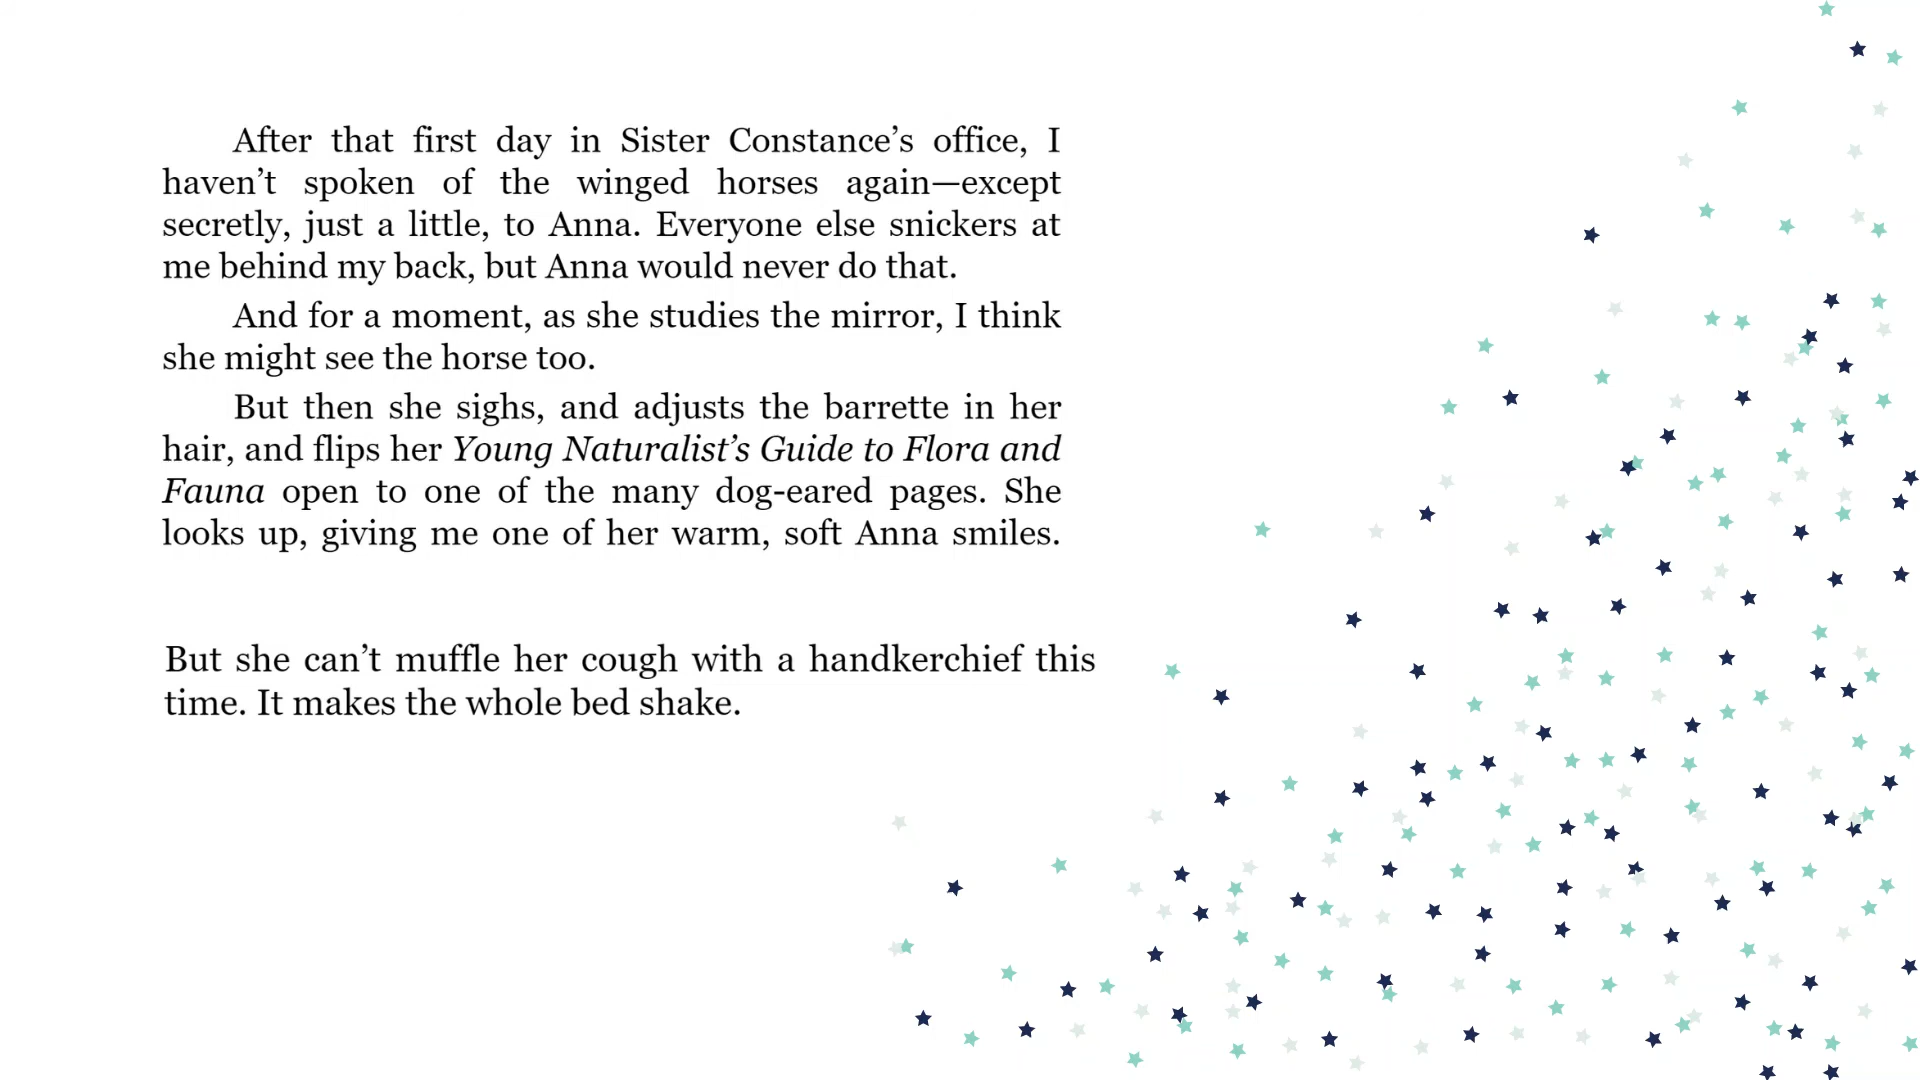 After that first day in Sister Constance’s office, I
haven’t spoken of the winged horses again—except
secretly, just a little, to Anna. Everyone else snickers at
me behind my back, but Anna would never do that.
And for a moment, as she studies the mirror, I think
she might see the horse too.
But then she sighs, and adjusts the barrette in her
hair, and flips her Young Naturalist’s Guide to Flora and
Fauna open to one of the many dog-eared pages. She
looks up, giving me one of her warm, soft Anna smiles.
But she can’t muffle her cough with a handkerchief this
time. It makes the whole bed shake.